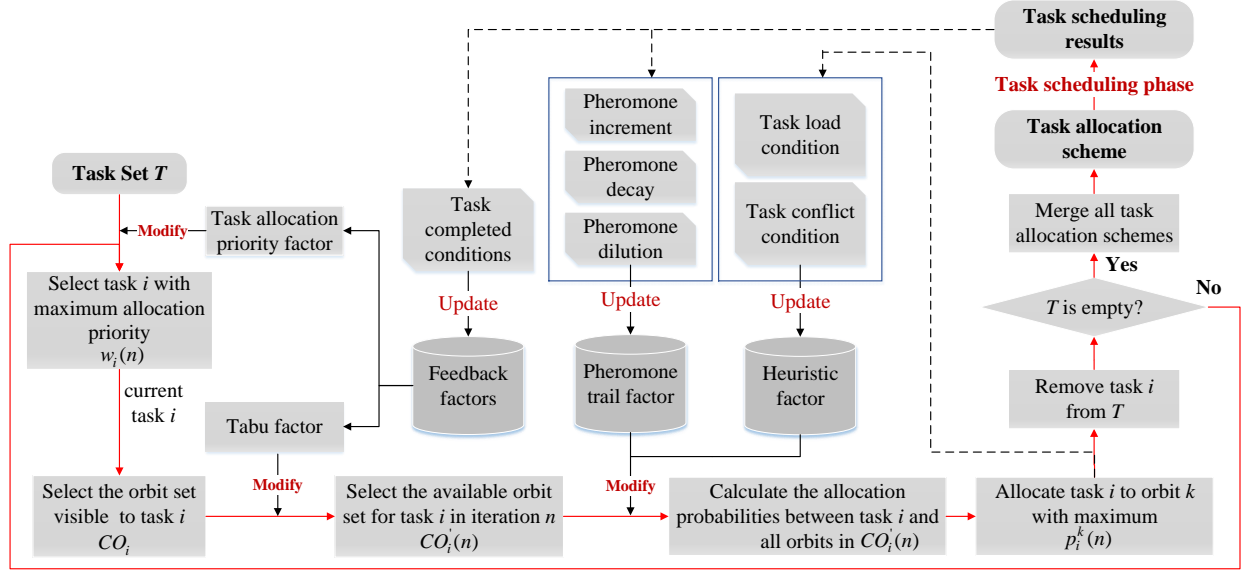 Task scheduling
results
Task scheduling phase
Task allocation
scheme
Pheromone
increment
Pheromone
decay
Pheromone
dilution
Task load
condition
Task conflict
condition
Task Set T
Modify
Task allocation
priority factor
Task
completed
conditions
Merge all task
allocation schemes
Yes
No
Select task i with
maximum allocation
priority
w_i(n)
Update
Update
Update
T is empty?
current
task i
Feedback
factors
Pheromone
trail factor
Heuristic
factor
Remove task i
from T
Tabu factor
Modify
Modify
Select the orbit set
visible to task i
CO_i
Select the available orbit
set for task i in iteration n
CO_i^'(n)
Calculate the allocation
probabilities between task i and
all orbits in CO_i^'(n)
Allocate task i to orbit k
with maximum
p_i^k(n)